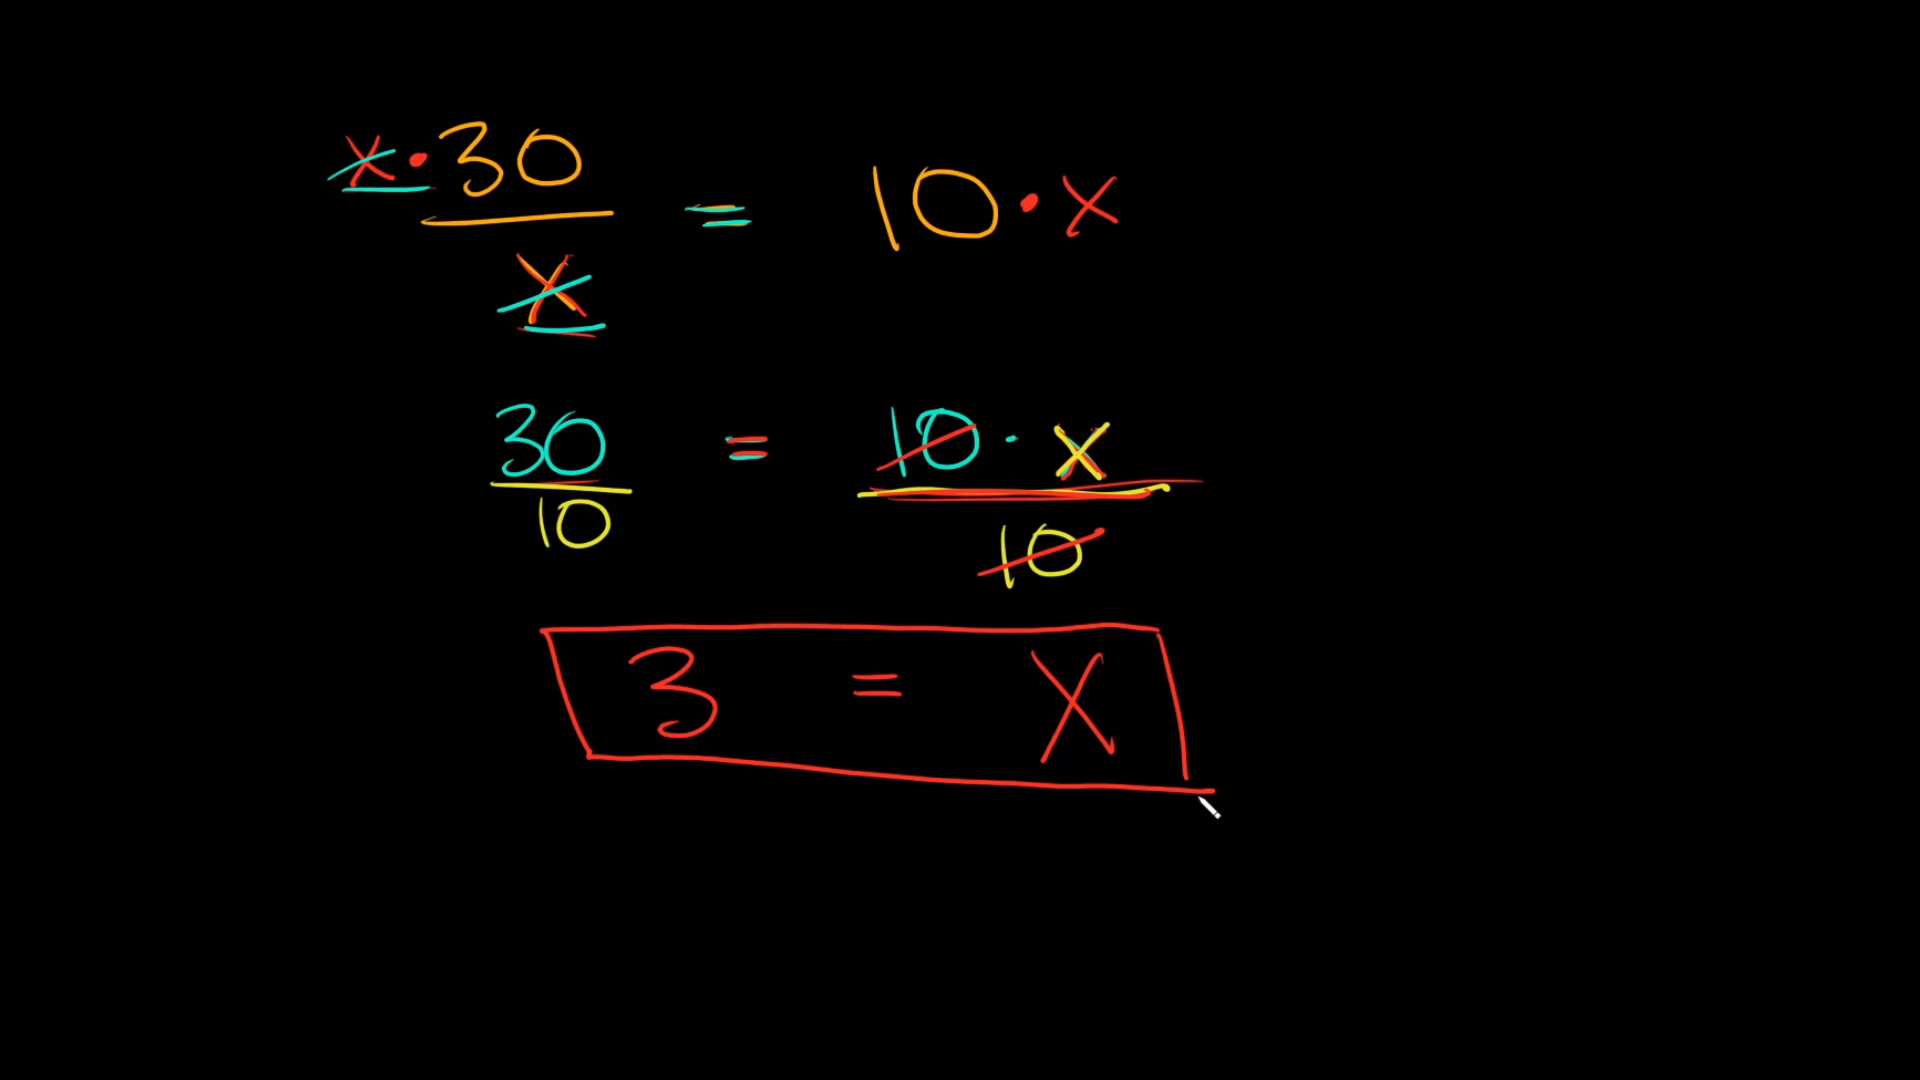 x · 30 / x = 10 · x
30 / 10 = 10 · x / 10
3 = x